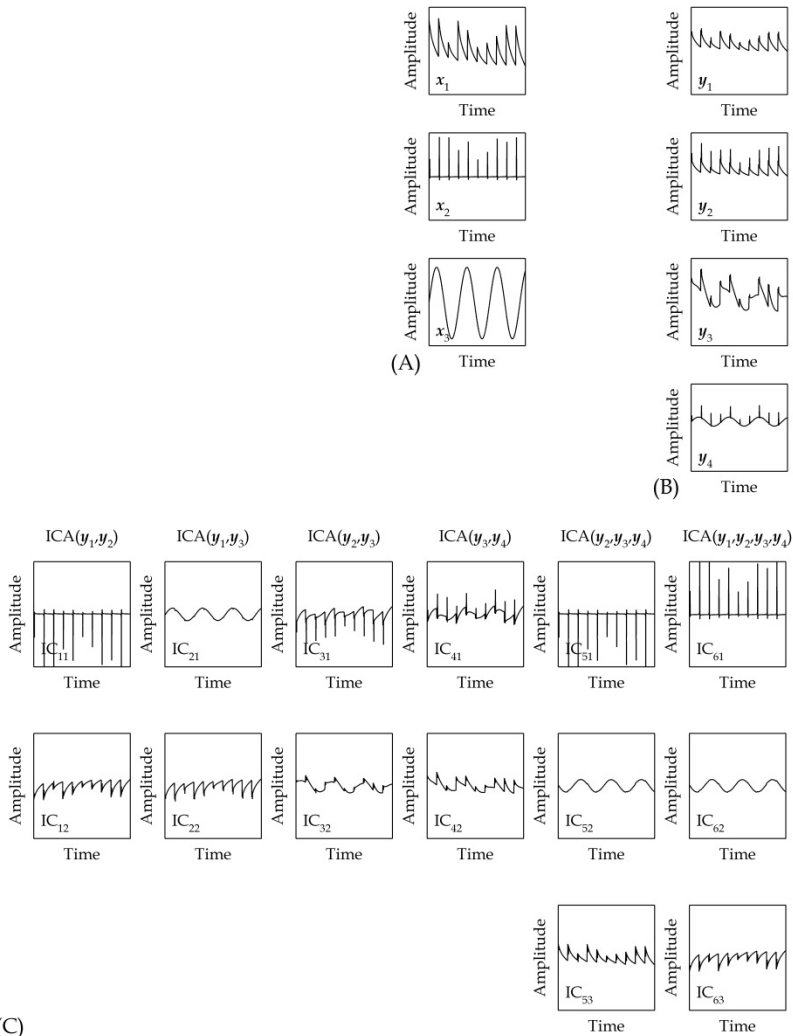 Amplitude
x1
Time
Amplitude
y1
Time
Amplitude
x2
Time
Amplitude
y2
Time
Amplitude
x3
Time
(A)
Amplitude
y3
Time
Amplitude
y4
Time
(B)
ICA(y1,y2)
ICA(y1,y3)
ICA(y2,y3)
ICA(y3,y4)
ICA(y2,y3,y4)
ICA(y1,y2,y3,y4)
Amplitude
IC11
Time
Amplitude
IC21
Time
Amplitude
IC31
Time
Amplitude
IC41
Time
Amplitude
IC51
Time
Amplitude
IC61
Time
Amplitude
IC12
Time
Amplitude
IC22
Time
Amplitude
IC32
Time
Amplitude
IC42
Time
Amplitude
IC52
Time
Amplitude
IC62
Time
Amplitude
IC53
Time
Amplitude
IC63
Time